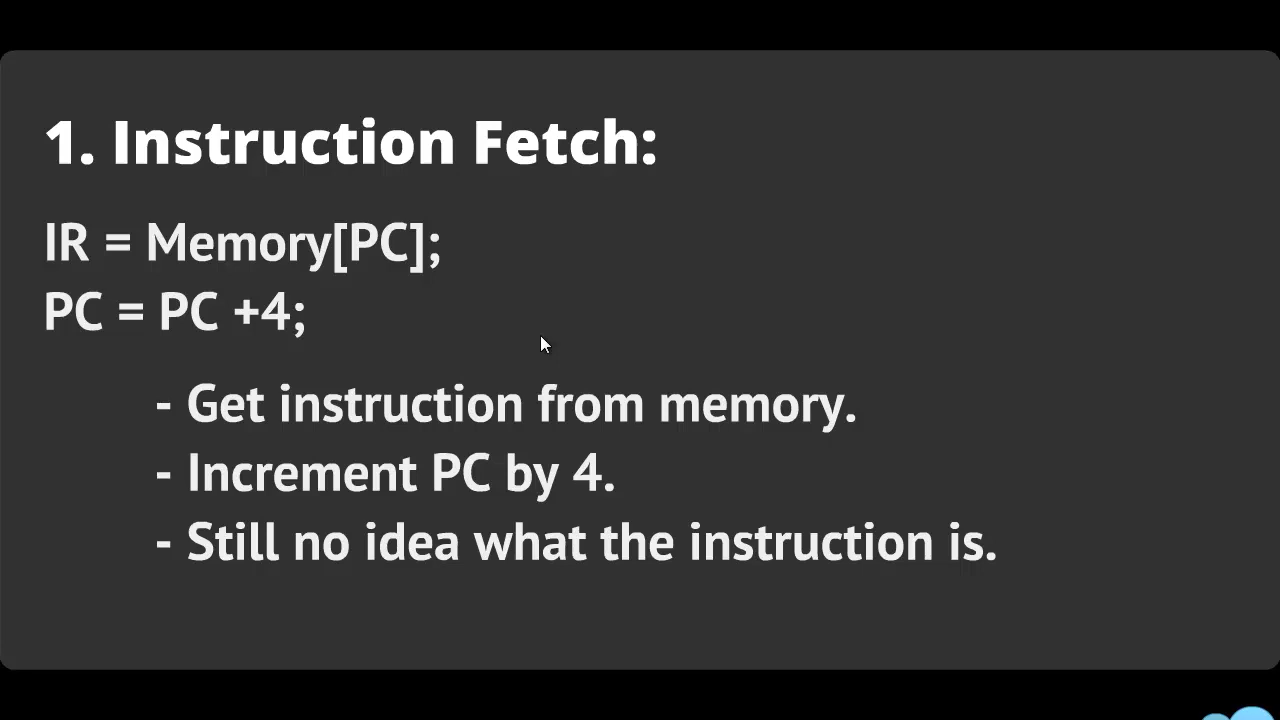 1. Instruction Fetch:
IR = Memory[PC];
PC = PC +4;
- Get instruction from memory.
- Increment PC by 4.
- Still no idea what the instruction is.